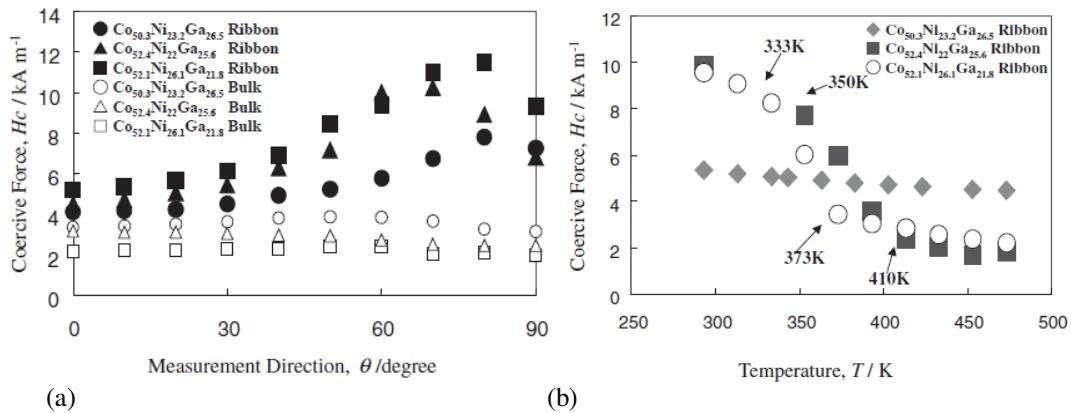 14
12
10
8
6
4
2
0
Coercive Force, Hc / kA m⁻¹
Co₅₀.₃Ni₂₃.₂Ga₂₆.₅ Ribbon
Co₅₂.₄Ni₂₂Ga₂₅.₆ Ribbon
Co₅₂.₁Ni₂₆.₁Ga₂₁.₈ Ribbon
Co₅₀.₃Ni₂₃.₂Ga₂₆.₅ Bulk
Co₅₂.₄Ni₂₂Ga₂₅.₆ Bulk
Co₅₂.₁Ni₂₆.₁Ga₂₁.₈ Bulk
0 30 60 90
Measurement Direction, θ /degree
(a)
12
10
8
6
4
2
0
Coercive Force, Hc / kA m⁻¹
Co₅₀.₃Ni₂₃.₂Ga₂₆.₅ Ribbon
Co₅₂.₄Ni₂₂Ga₂₅.₆ Ribbon
Co₅₂.₁Ni₂₆.₁Ga₂₁.₈ Ribbon
333K
350K
373K
410K
250 300 350 400 450 500
Temperature, T / K
(b)